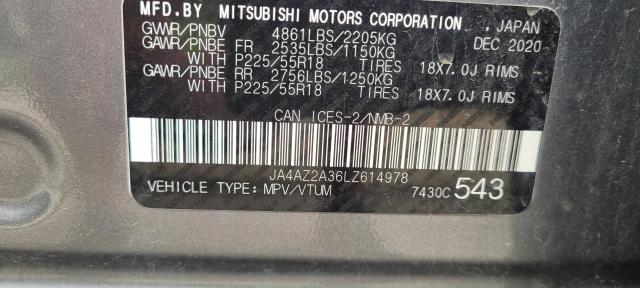 MFD.BY MITSUBISHI MOTORS CORPORATION , JAPAN
GVWR/PNBV 4861LBS/2205KG DEC 2020
GAWR/PNBE FR 2535LBS/1150KG
WITH P225/55R18 TIRES 18X7.0J RIMS
GAWR/PNBE RR 2756LBS/1250KG
WITH P225/55R18 TIRES 18X7.0J RIMS
CAN ICES-2/NMB-2
JA4AZ2A36LZ614978
VEHICLE TYPE: MPV/VTUM 7430C 543